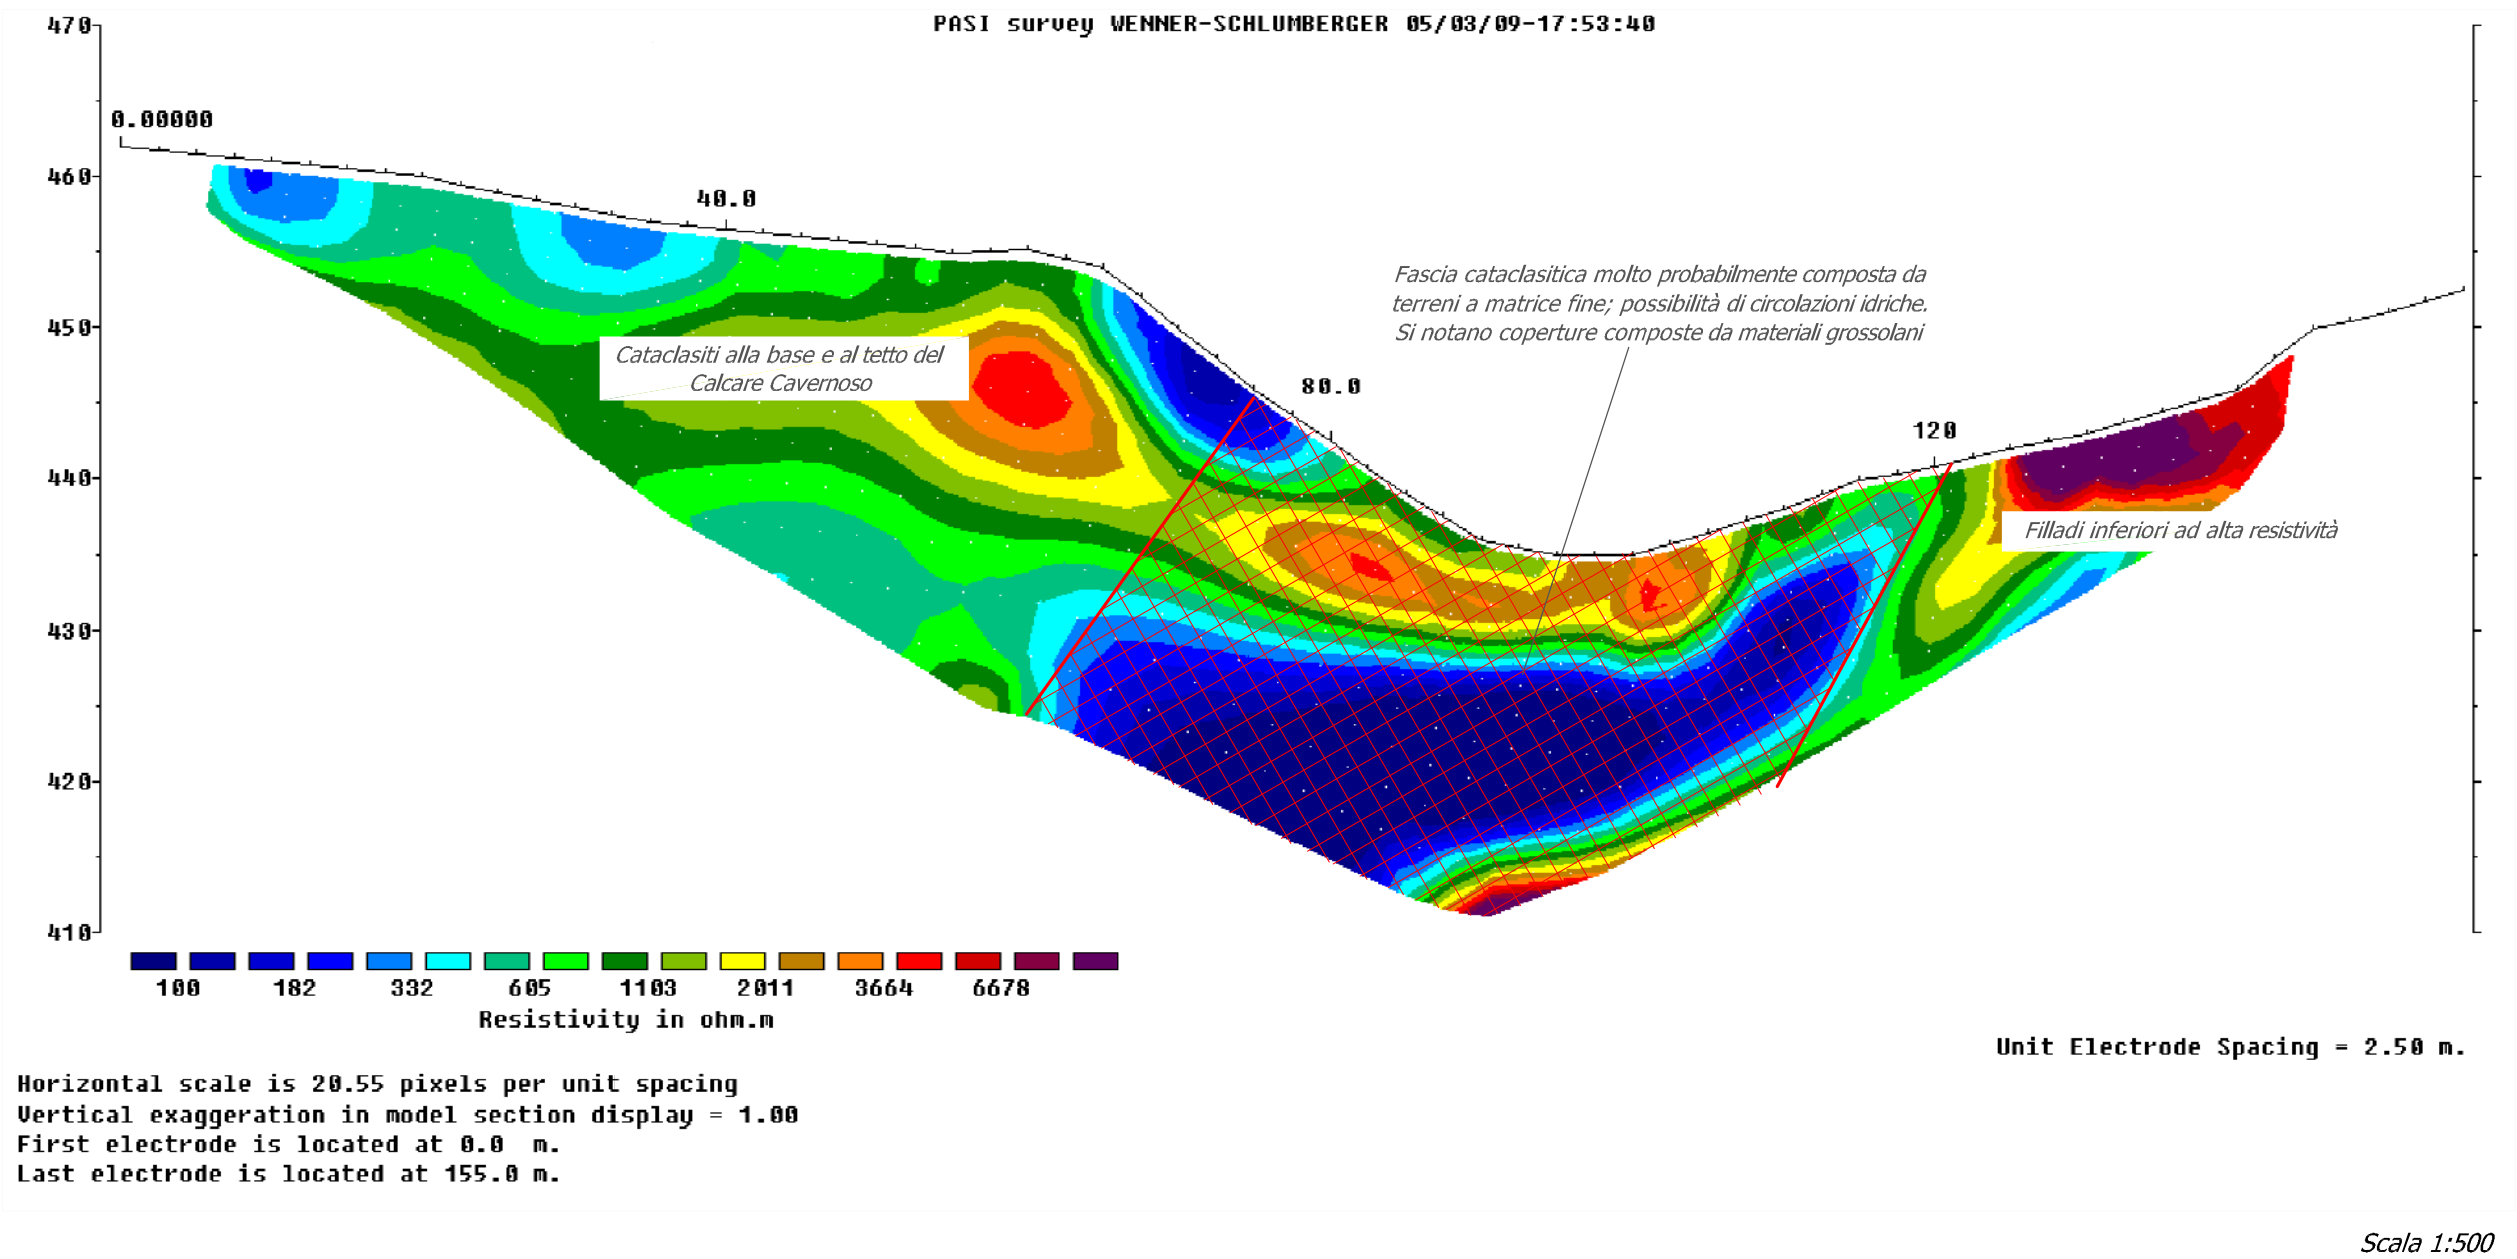 PASI survey WENNER-SCHLUMBERGER 05/03/09-17:53:40
470
460
450
440
430
420
410
0.00000
40.0
80.0
120
Fascia cataclasitica molto probabilmente composta da
terreni a matrice fine; possibilità di circolazioni idriche.
Si notano coperture composte da materiali grossolani
Cataclasiti alla base e al tetto del
Calcare Cavernoso
Filladi inferiori ad alta resistività
100 182 332 605 1103 2011 3664 6678
Resistivity in ohm.m
Unit Electrode Spacing = 2.50 m.
Horizontal scale is 20.55 pixels per unit spacing
Vertical exaggeration in model section display = 1.00
First electrode is located at 0.0 m.
Last electrode is located at 155.0 m.
Scala 1:500